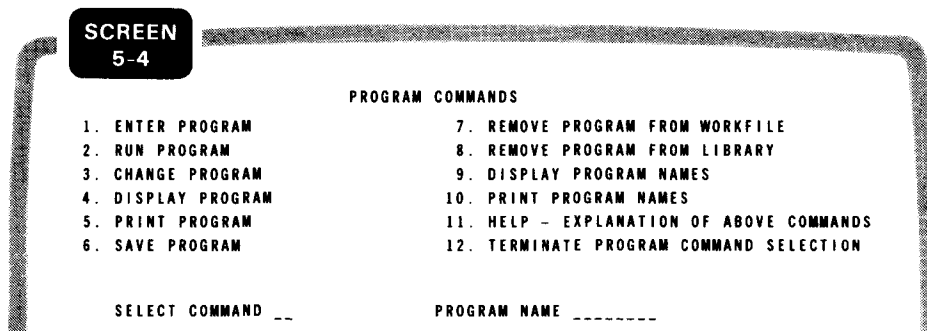 SCREEN
5-4
PROGRAM COMMANDS
1. ENTER PROGRAM
2. RUN PROGRAM
3. CHANGE PROGRAM
4. DISPLAY PROGRAM
5. PRINT PROGRAM
6. SAVE PROGRAM
7. REMOVE PROGRAM FROM WORKFILE
8. REMOVE PROGRAM FROM LIBRARY
9. DISPLAY PROGRAM NAMES
10. PRINT PROGRAM NAMES
11. HELP – EXPLANATION OF ABOVE COMMANDS
12. TERMINATE PROGRAM COMMAND SELECTION
SELECT COMMAND __ PROGRAM NAME ________